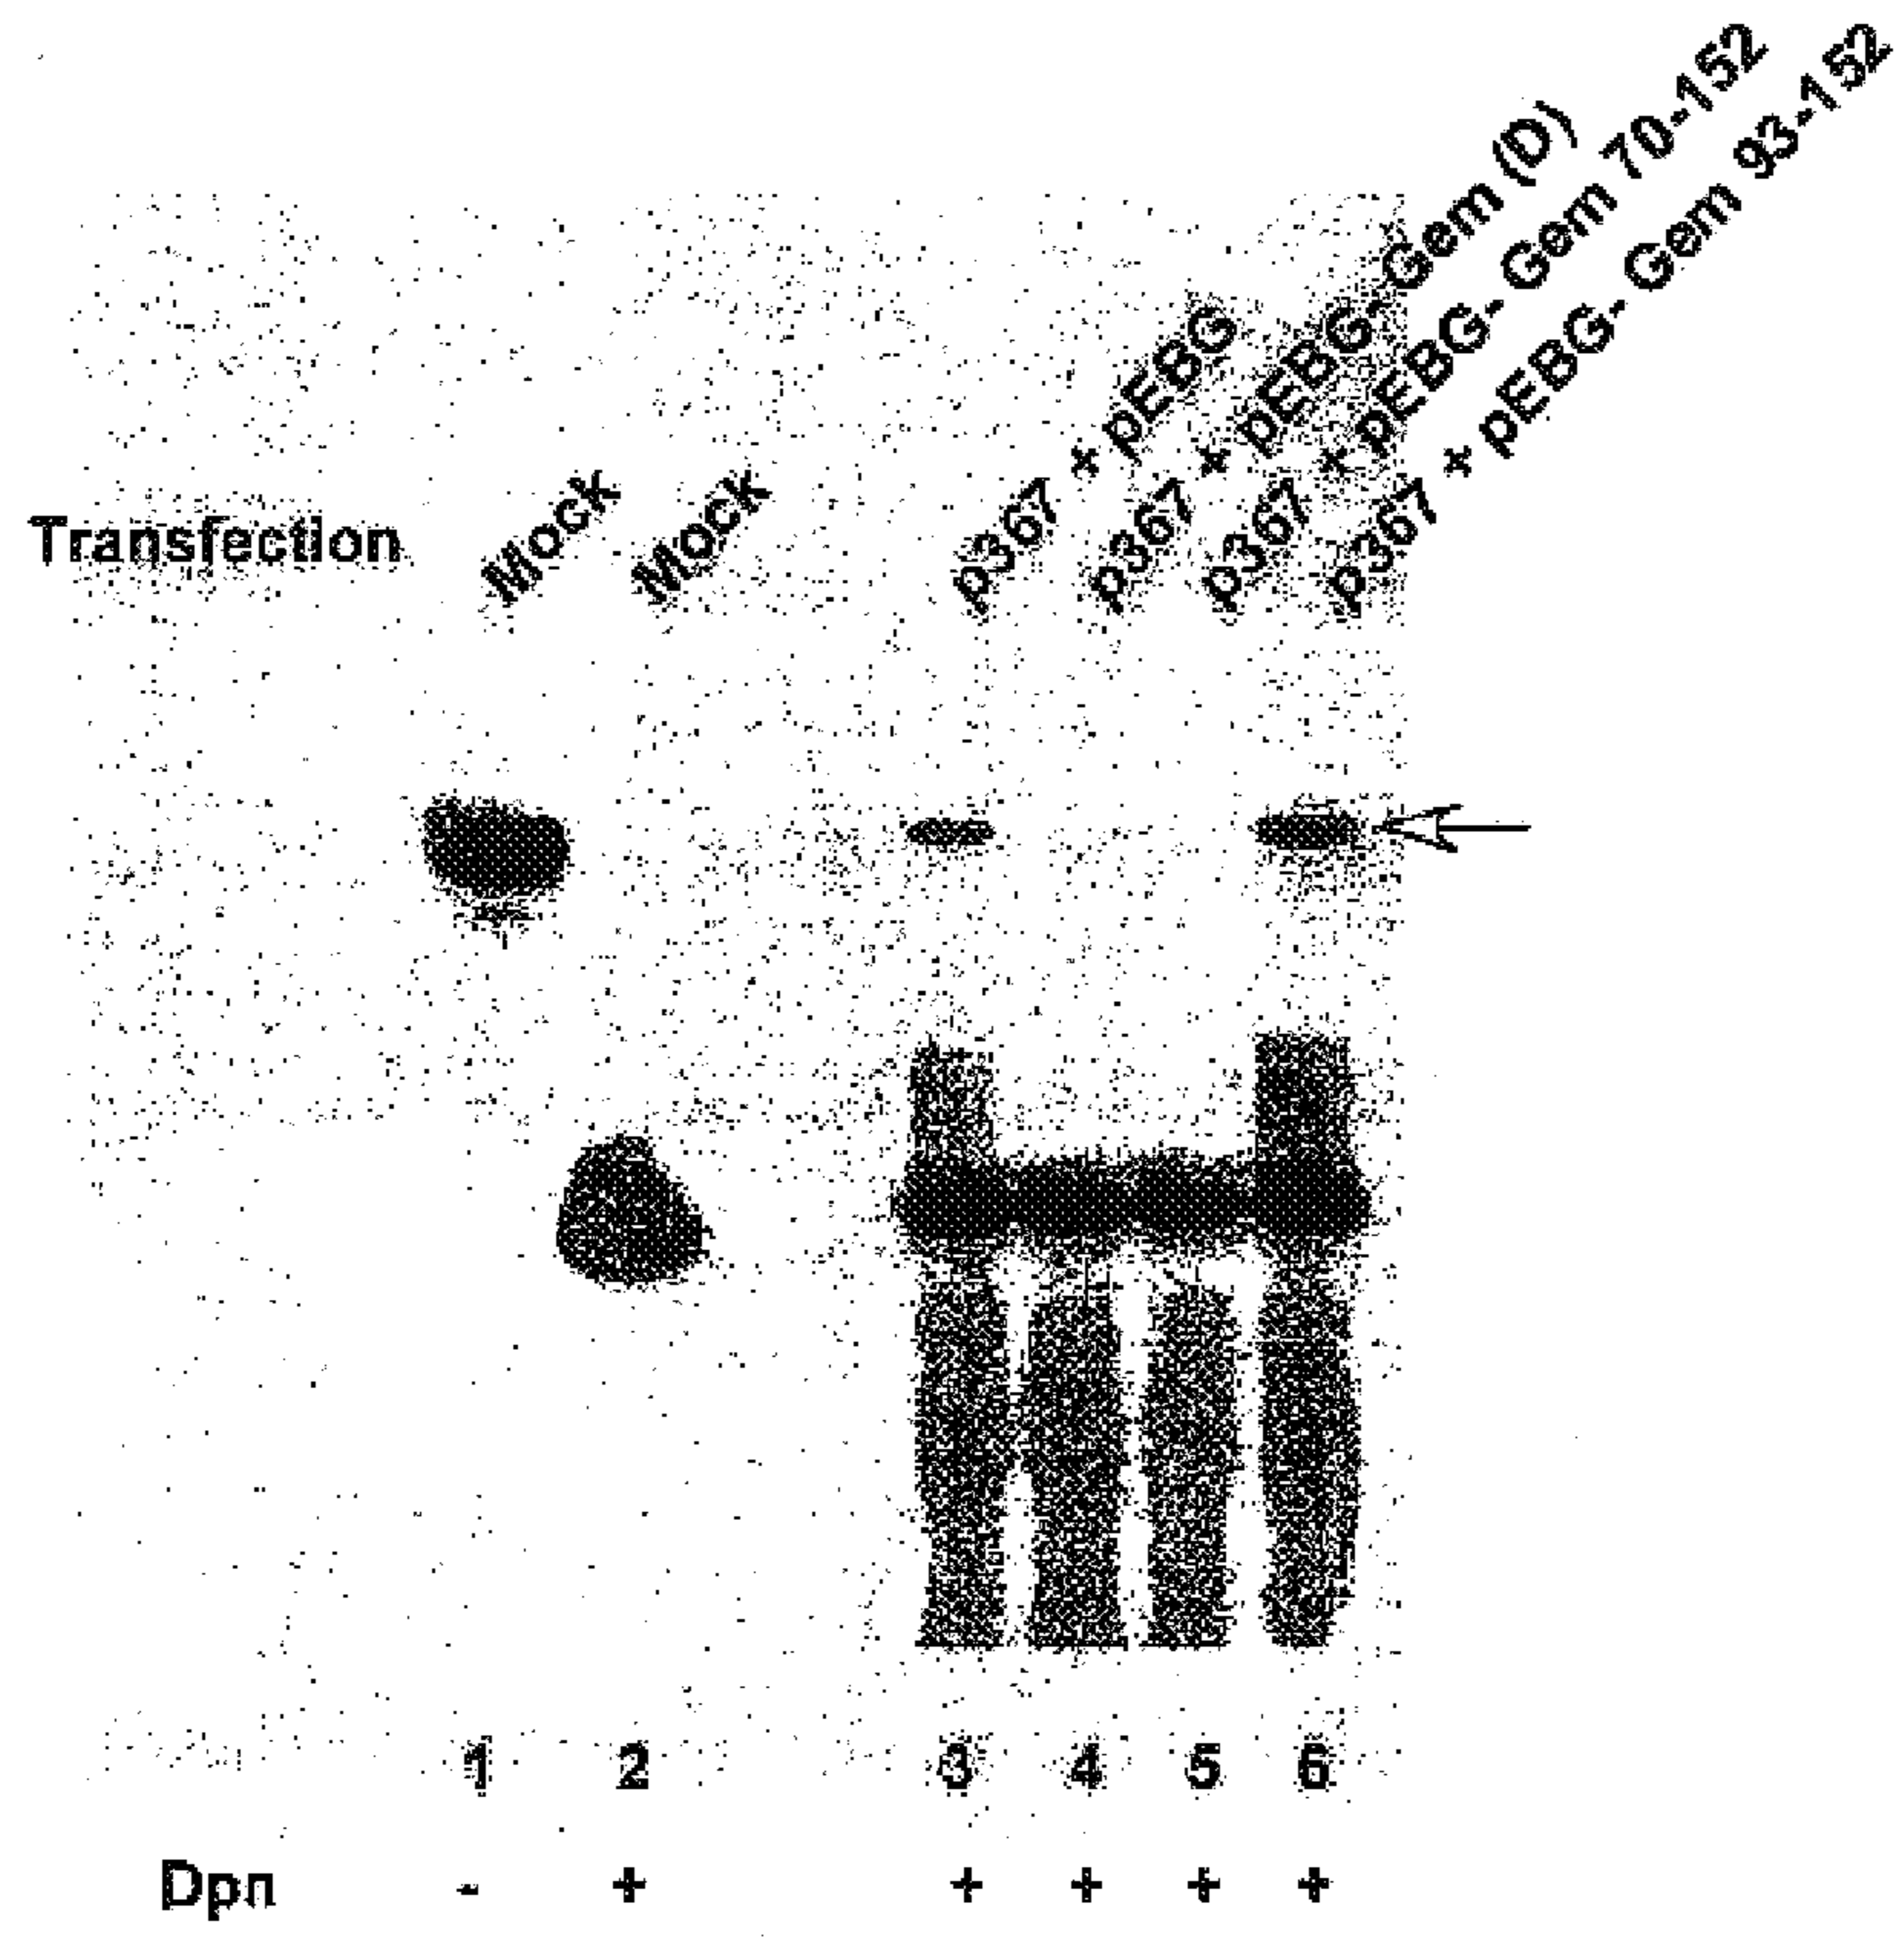 Transfection
Mock
Mock
p367 + pEBG
p367 + pEBG- Gem (D)
p367 + pEBG- Gem 70-152
p367 + pEBG- Gem 93-152
1 2 3 4 5 6
Dpn - + + + + +